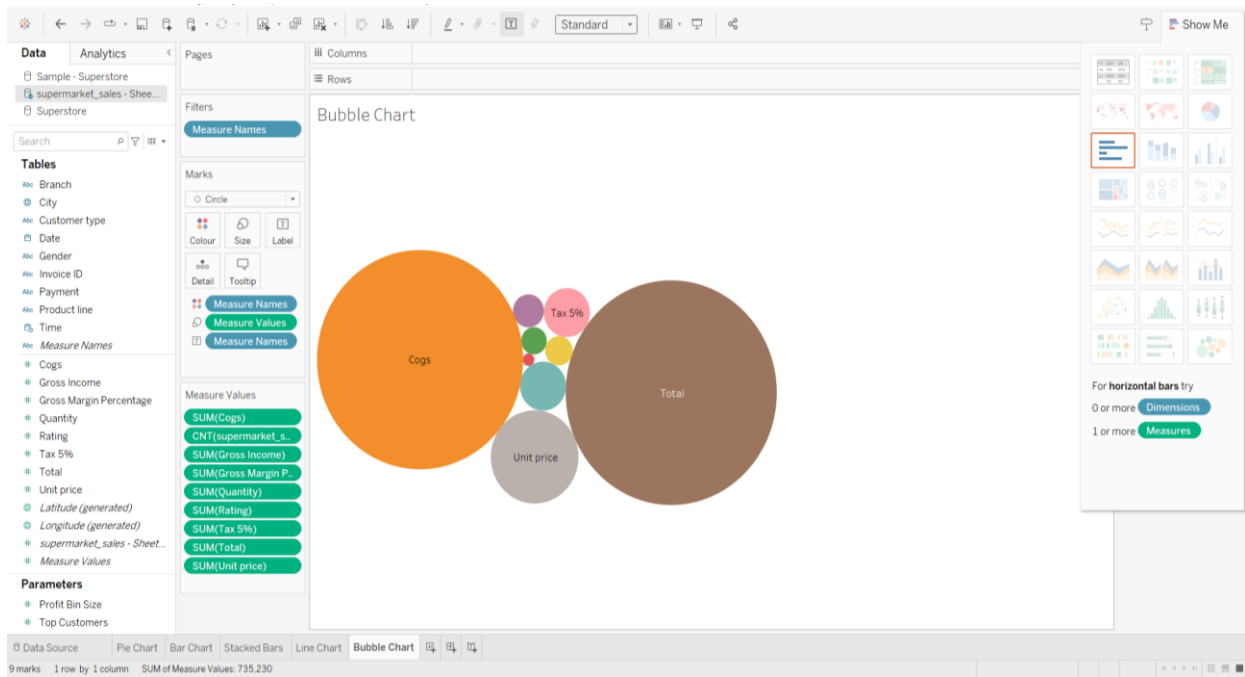 Standard
Show Me
Data
Analytics
Sample - Superstore
supermarket_sales - Shee...
Superstore
Search
Tables
Abc Branch
City
Abc Customer type
Date
Abc Gender
Abc Invoice ID
Abc Payment
Abc Product line
Time
Abc Measure Names
# Cogs
# Gross Income
# Gross Margin Percentage
# Quantity
# Rating
# Tax 5%
# Total
# Unit price
Latitude (generated)
Longitude (generated)
# supermarket_sales - Sheet...
# Measure Values
Parameters
# Profit Bin Size
# Top Customers
Pages
Filters
Measure Names
Marks
Circle
Colour
Size
Label
Detail
Tooltip
Measure Names
Measure Values
Measure Names
Measure Values
SUM(Cogs)
CNT(supermarket_s..
SUM(Gross Income)
SUM(Gross Margin P..
SUM(Quantity)
SUM(Rating)
SUM(Tax 5%)
SUM(Total)
SUM(Unit price)
Columns
Rows
Bubble Chart
Tax 5%
Cogs
Total
Unit price
For horizontal bars try
0 or more Dimensions
1 or more Measures
Data Source
Pie Chart
Bar Chart
Stacked Bars
Line Chart
Bubble Chart
9 marks
1 row by 1 column
SUM of Measure Values: 735.230